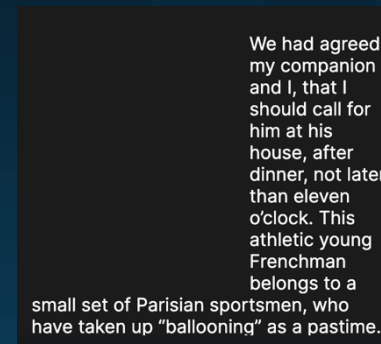 We had agreed
my companion
and I, that I
should call for
him at his
house, after
dinner, not later
than eleven
o’clock. This
athletic young
Frenchman
belongs to a
small set of Parisian sportsmen, who
have taken up “ballooning” as a pastime.